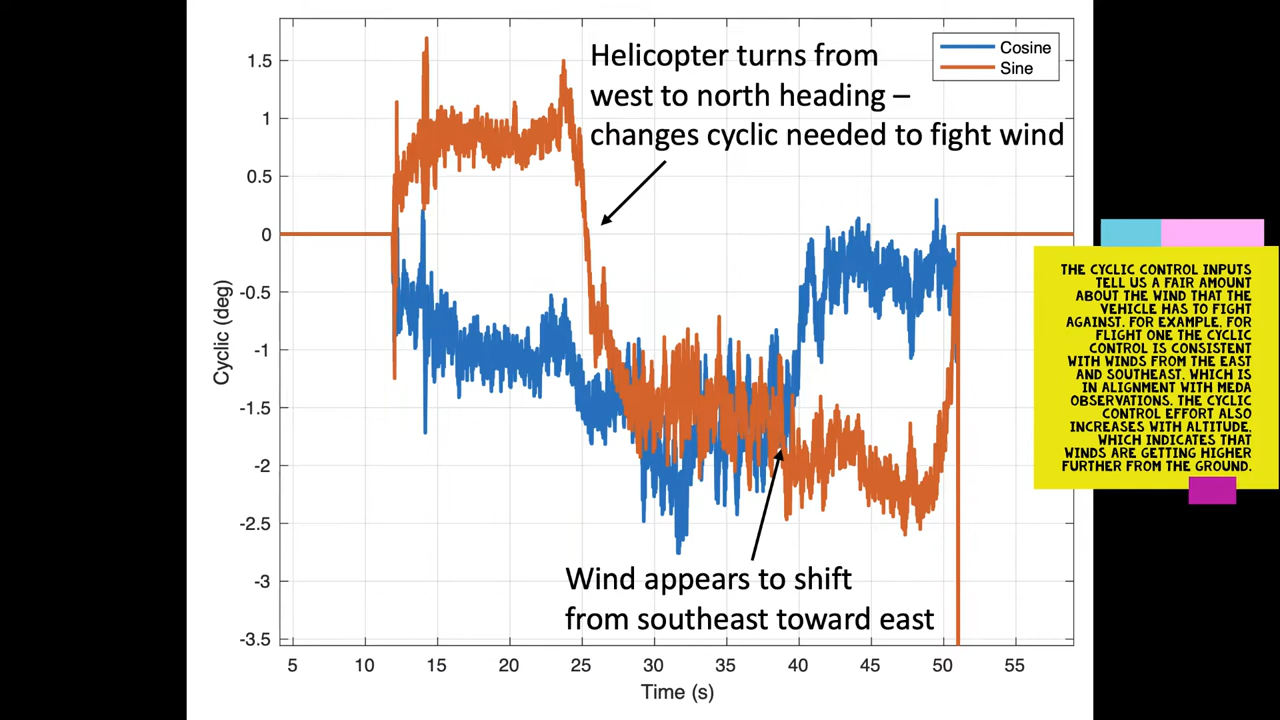 Helicopter turns from
west to north heading –
changes cyclic needed to fight wind
Cosine
Sine
1.5
1
0.5
0
-0.5
-1
-1.5
-2
-2.5
-3
-3.5
Cyclic (deg)
Wind appears to shift
from southeast toward east
5 10 15 20 25 30 35 40 45 50 55
Time (s)
THE CYCLIC CONTROL INPUTS
TELL US A FAIR AMOUNT
ABOUT THE WIND THAT THE
VEHICLE HAS TO FIGHT
AGAINST. FOR EXAMPLE, FOR
FLIGHT ONE THE CYCLIC
CONTROL IS CONSISTENT
WITH WINDS FROM THE EAST
AND SOUTHEAST, WHICH IS
IN ALIGNMENT WITH MEDA
OBSERVATIONS. THE CYCLIC
CONTROL EFFORT ALSO
INCREASES WITH ALTITUDE,
WHICH INDICATES THAT
WINDS ARE GETTING HIGHER
FURTHER FROM THE GROUND.